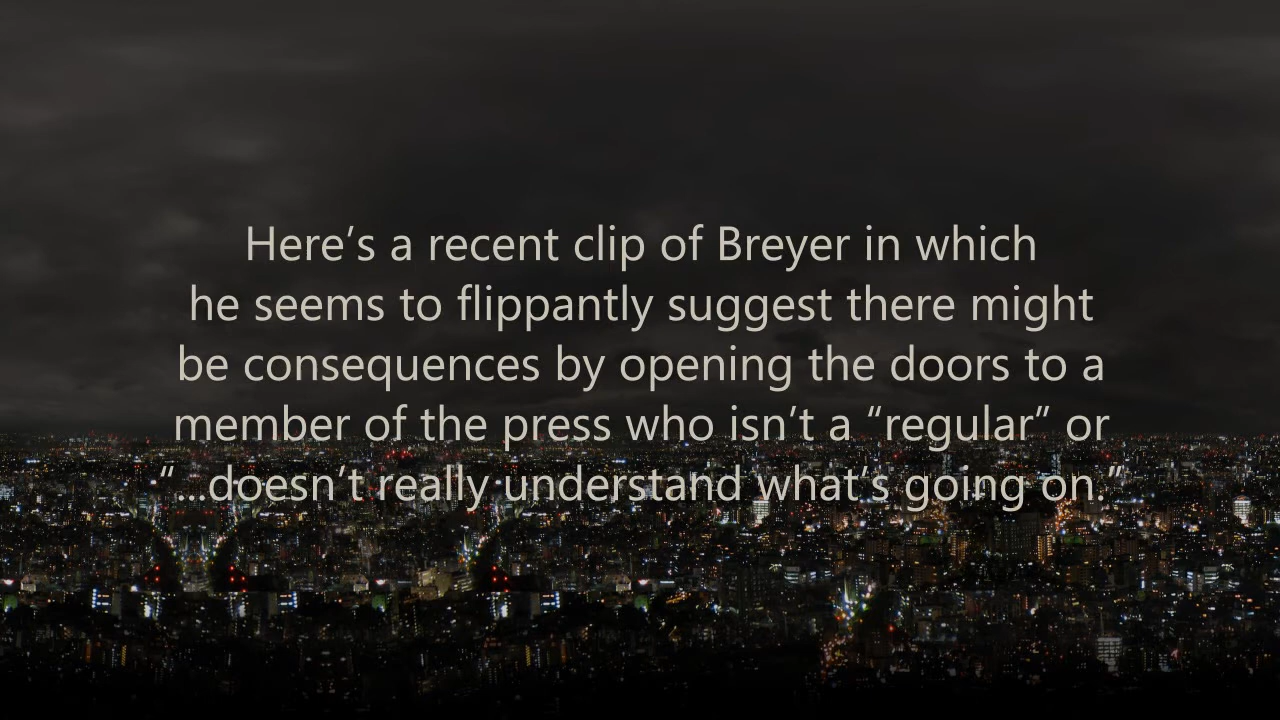 Here’s a recent clip of Breyer in which
he seems to flippantly suggest there might
be consequences by opening the doors to a
member of the press who isn’t a “regular” or
“...doesn’t really understand what’s going on.”